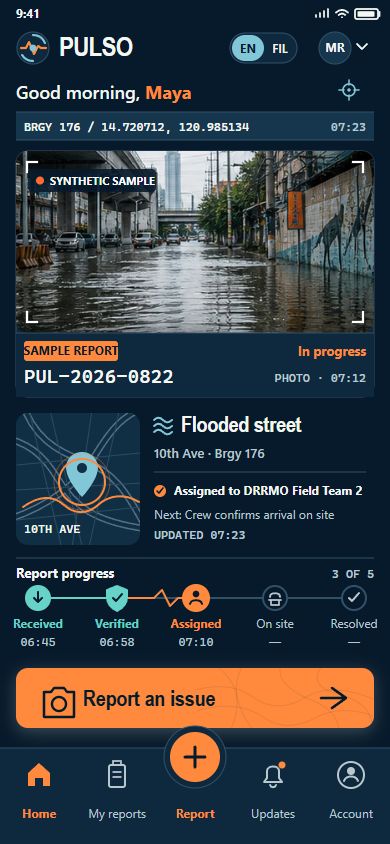 9:41
PULSO
EN FIL
MR
Good morning, Maya
BRGY 176 / 14.720712, 120.985134 07:23
SYNTHETIC SAMPLE
SAMPLE REPORT
In progress
PUL-2026-0822
PHOTO · 07:12
Flooded street
10th Ave · Brgy 176
Assigned to DRRMO Field Team 2
Next: Crew confirms arrival on site
UPDATED 07:23
10TH AVE
Report progress 3 OF 5
Received Verified Assigned On site Resolved
06:45 06:58 07:10 — —
Report an issue
Home My reports Report Updates Account